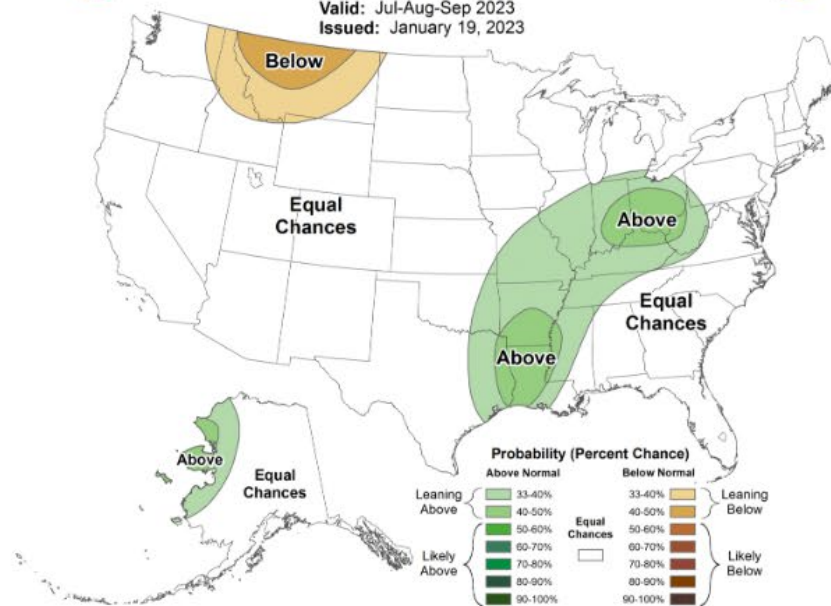 Valid: Jul-Aug-Sep 2023
Issued: January 19, 2023
Below
Equal
Chances
Above
Equal
Chances
Above
Above
Equal
Chances
Probability (Percent Chance)
Above Normal
Below Normal
Leaning
Above
33-40%
40-50%
Likely
Above
50-60%
60-70%
70-80%
80-90%
90-100%
Equal
Chances
33-40%
40-50%
Leaning
Below
50-60%
60-70%
70-80%
80-90%
90-100%
Likely
Below